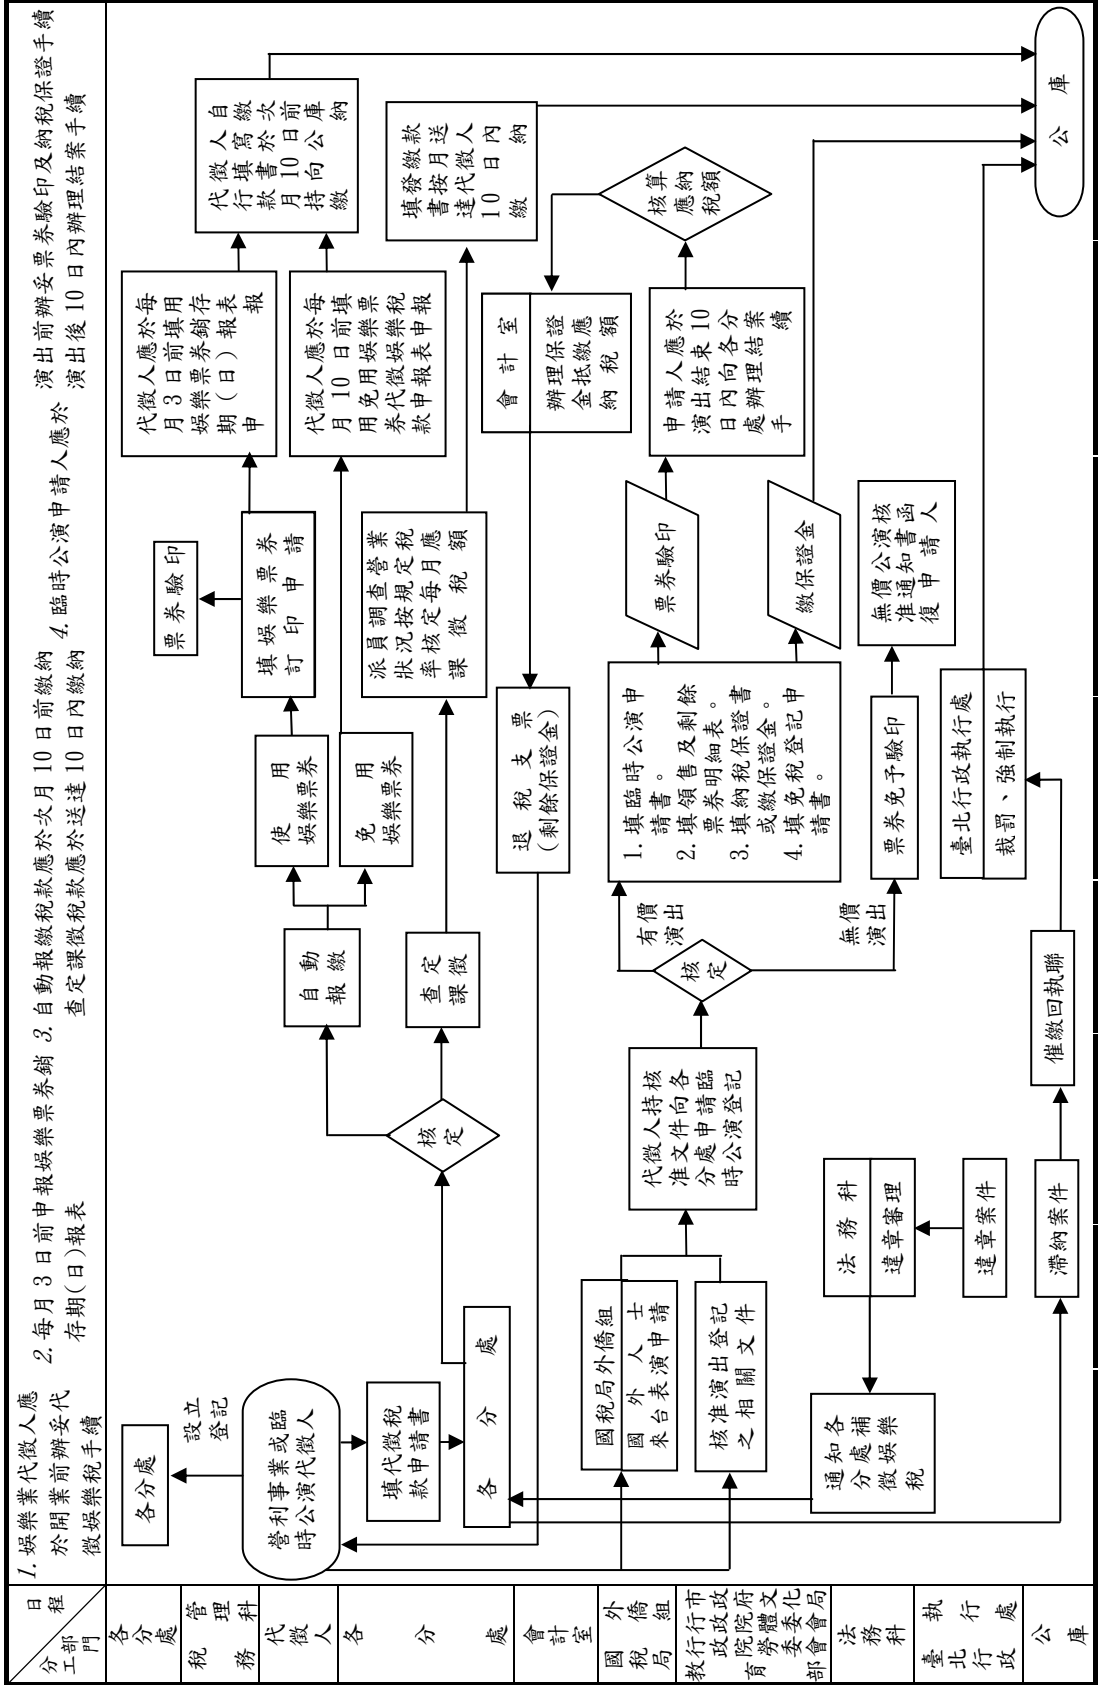 日程
分工部門
1. 娛樂業代徵人應
於開業前辦妥代
徵娛樂稅手續
2. 每月 3 日前申報娛樂票券銷
存期(日)報表
3. 自動報繳稅款應於次月 10 日前繳納
查定課徵稅款應於送達 10 日內繳納
4. 臨時公演申請人應於
演出前辦妥票券驗印及納稅保證手續
演出後 10 日內辦理結案手續
各分處
稅務管理科
代徵人
各分處
會計室
國稅局外僑組
教育部
行政院勞委會
行政院體委會
市政府文化局
法務科
臺北行政執行處
公庫
各分處
設立
登記
營利事業或臨
時公演代徵人
填代徵稅
款申請書
各分處
核定
自動
報繳
查定
課徵
使用
娛樂票券
免用
娛樂票券
填娛樂票券
訂印申請
票券驗印
代徵人應於每
月 3 日前填用
娛樂票券銷存
期(日)報表
申報
代徵人應於每
月 10 日前填
用免用娛樂票
券代徵娛樂稅
款申報表申報
代徵人自
行填寫繳
款書於次
月 10 日前
持向公庫
繳納
派員調查營業
狀況按規定稅
率核定每月應
課徵稅額
填發繳款
書按月送
達代徵人
10 日內
繳納
會計室
辦理保證
金抵繳應
納稅額
退稅支票
(剩餘保證金)
核算
應納
稅額
國稅局外僑組
國外人士
來台表演申請
核准演出登記
之相關文件
代徵人持核
准文件向各
分處申請臨
時公演登記
核定
有價
演出
無價
演出
1. 填臨時公演申
請書。
2. 填領售及剩餘
票券明細表。
3. 填納稅保證書
或繳保證金。
4. 填免稅登記申
請書。
票券驗印
繳保證金
申請人應於
演出結束 10
日內向各分
處辦理結案
手續
票券免予驗印
無價公演核
准通知書函
復申請人
通知各
分處補
徵娛樂
稅
法務科
違章審理
違章案件
滯納案件
催繳回執聯
臺北行政執行處
裁罰、強制執行
公庫